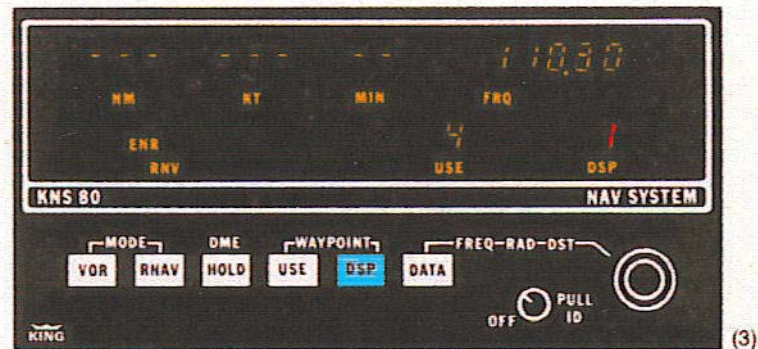 --- --- -- 110.30
NM KT MIN FRQ
ENR 4 1
RNV USE DSP
KNS 80 NAV SYSTEM
MODE DME WAYPOINT FREQ-RAD-DST
VOR RNAV HOLD USE DSP DATA
OFF PULL ID
KING
(3)